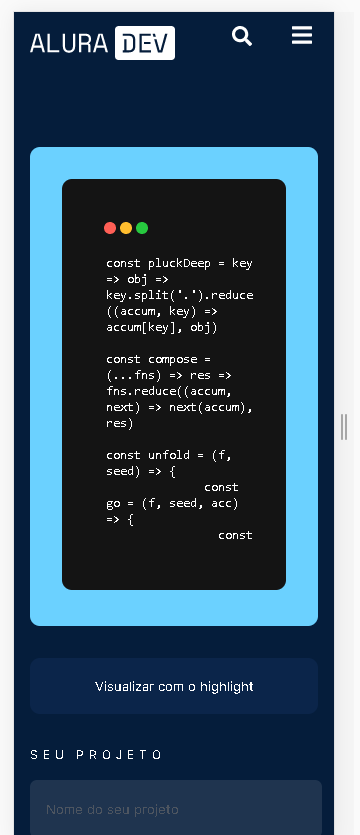 ALURA DEV
const pluckDeep = key
=> obj =>
key.split('.').reduce
((accum, key) =>
accum[key], obj)
const compose =
(...fns) => res =>
fns.reduce((accum,
next) => next(accum),
res)
const unfold = (f,
seed) => {
const
go = (f, seed, acc)
=> {
const
Visualizar com o highlight
SEU PROJETO
Nome do seu projeto